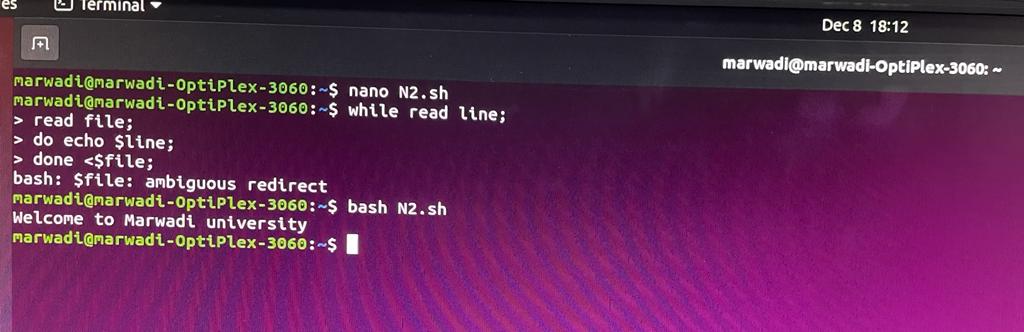 es
Terminal
Dec 8 18:12
marwadi@marwadi-OptiPlex-3060: ~
marwadi@marwadi-OptiPlex-3060:~$ nano N2.sh
marwadi@marwadi-OptiPlex-3060:~$ while read line;
> read file;
> do echo $line;
> done <$file;
bash: $file: ambiguous redirect
marwadi@marwadi-OptiPlex-3060:~$ bash N2.sh
Welcome to Marwadi university
marwadi@marwadi-OptiPlex-3060:~$